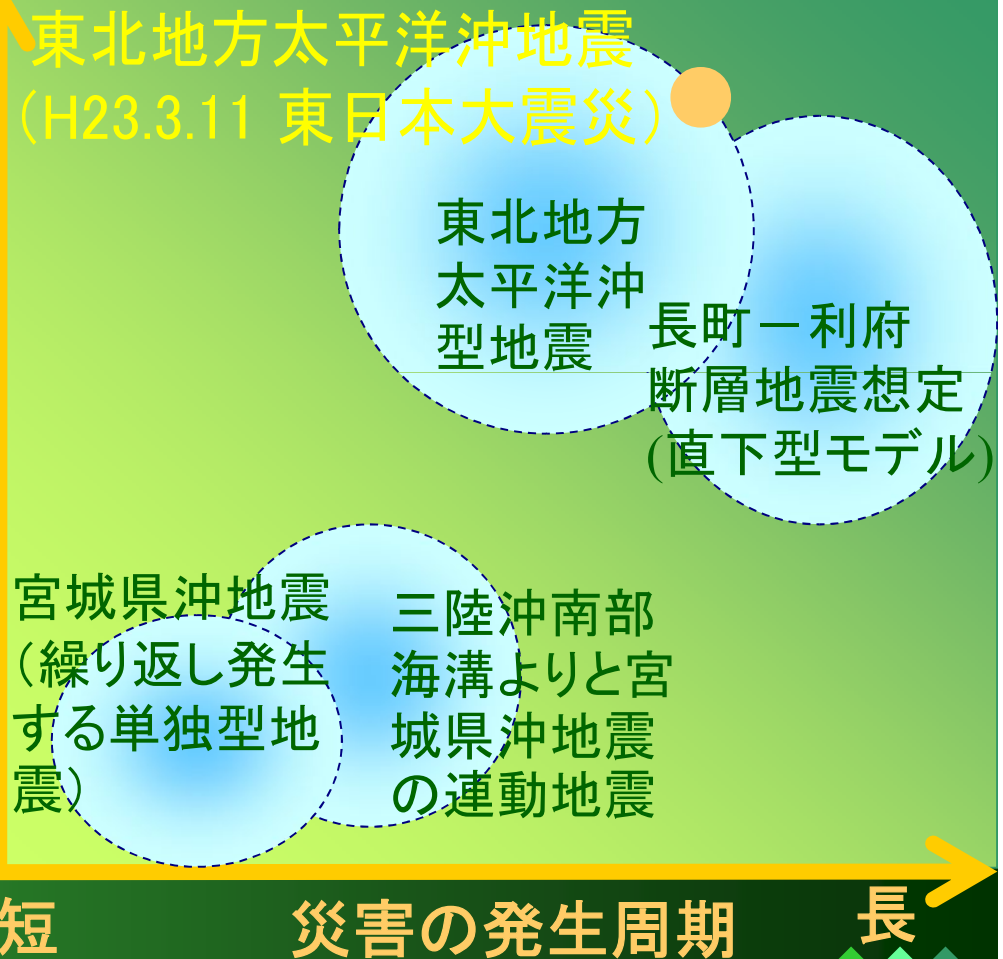 東北地方太平洋沖地震
（H23.3.11 東日本大震災）
東北地方
太平洋沖
型地震
長町－利府
断層地震想定
(直下型モデル)
宮城県沖地震
（繰り返し発生
する単独型地
震）
三陸沖南部
海溝よりと宮
城県沖地震
の連動地震
短
災害の発生周期
長